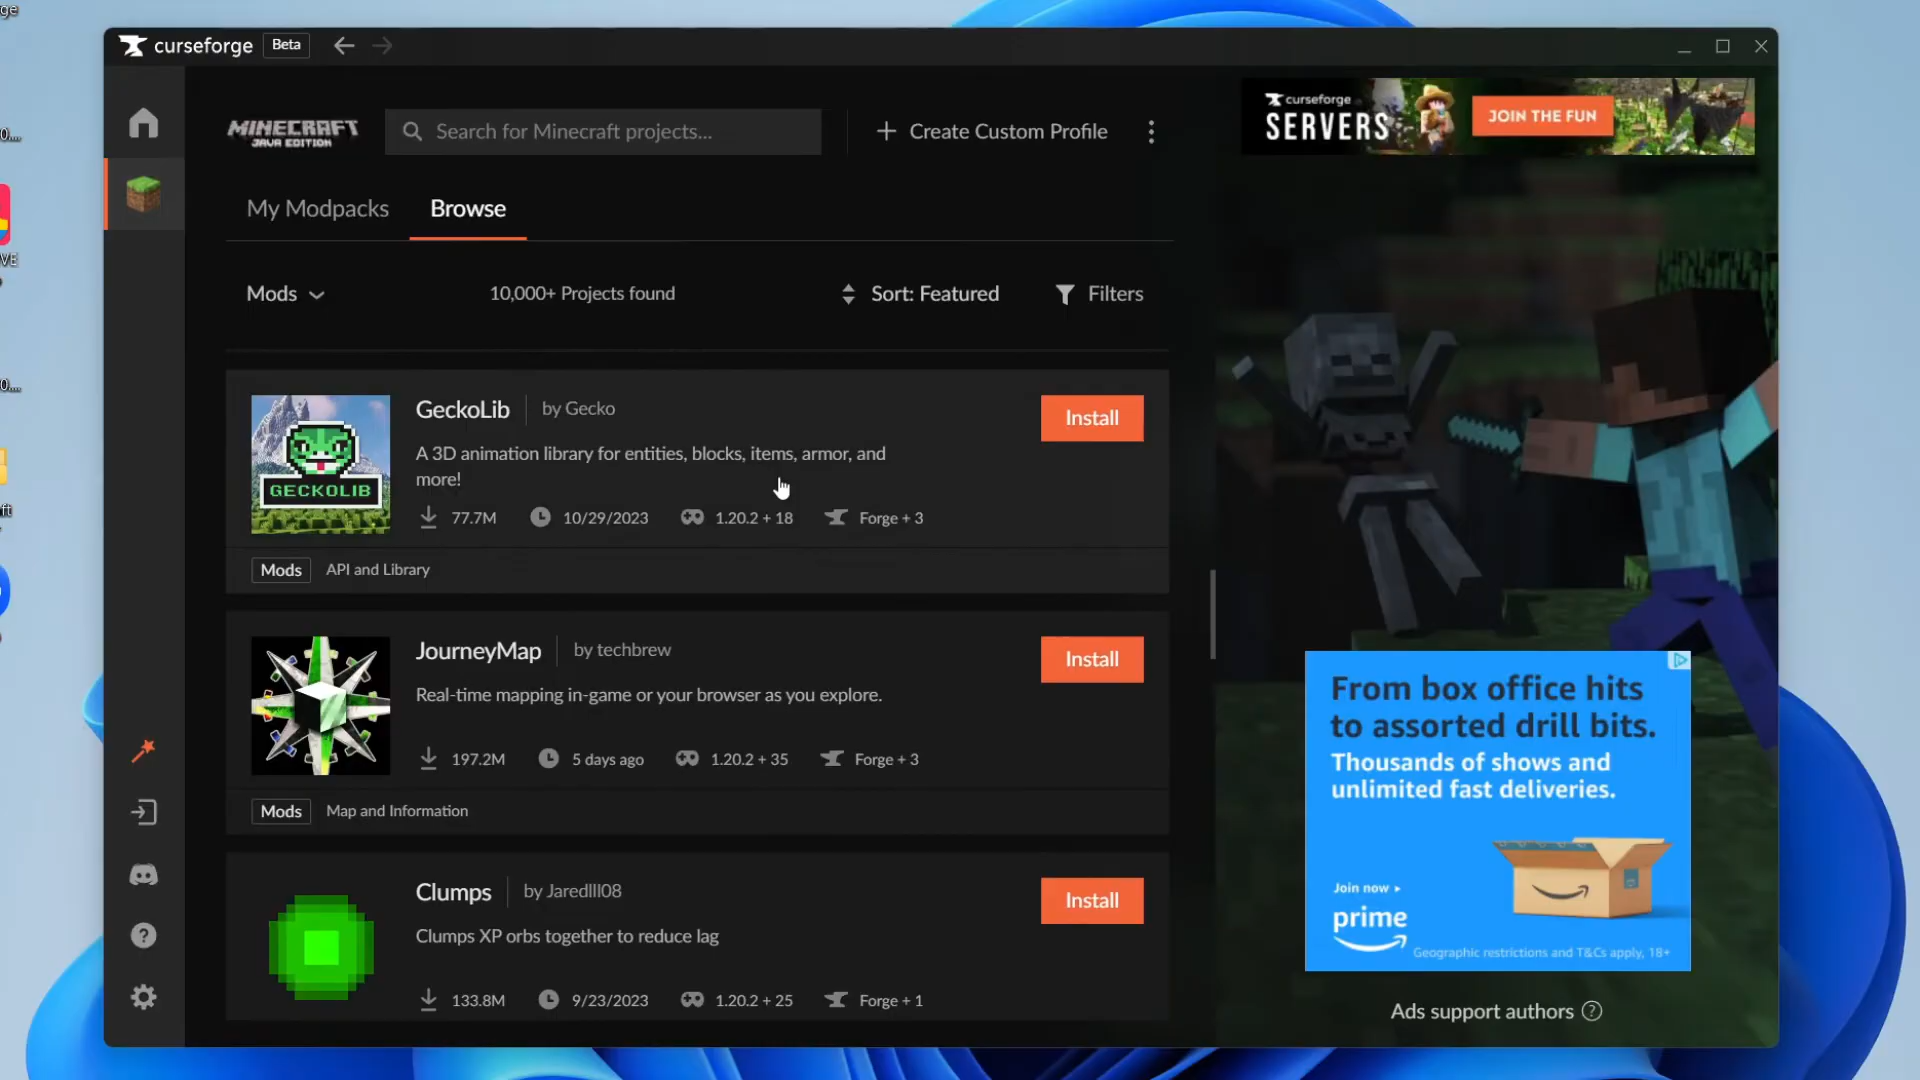 ge
curseforge Beta
MINECRAFT
JAVA EDITION
Search for Minecraft projects...
Create Custom Profile
curseforge
SERVERS
JOIN THE FUN
0...
My Modpacks
Browse
VE
Mods
10,000+ Projects found
Sort: Featured
Filters
0...
GeckoLib
by Gecko
Install
A 3D animation library for entities, blocks, items, armor, and
more!
GECKOLIB
77.7M
10/29/2023
1.20.2 + 18
Forge + 3
ft
Mods
API and Library
JourneyMap
by techbrew
Install
Real-time mapping in-game or your browser as you explore.
197.2M
5 days ago
1.20.2 + 35
Forge + 3
Mods
Map and Information
Clumps
by Jaredlll08
Install
Clumps XP orbs together to reduce lag
133.8M
9/23/2023
1.20.2 + 25
Forge + 1
From box office hits
to assorted drill bits.
Thousands of shows and
unlimited fast deliveries.
Join now
prime
Geographic restrictions and T&Cs apply, 18+
Ads support authors